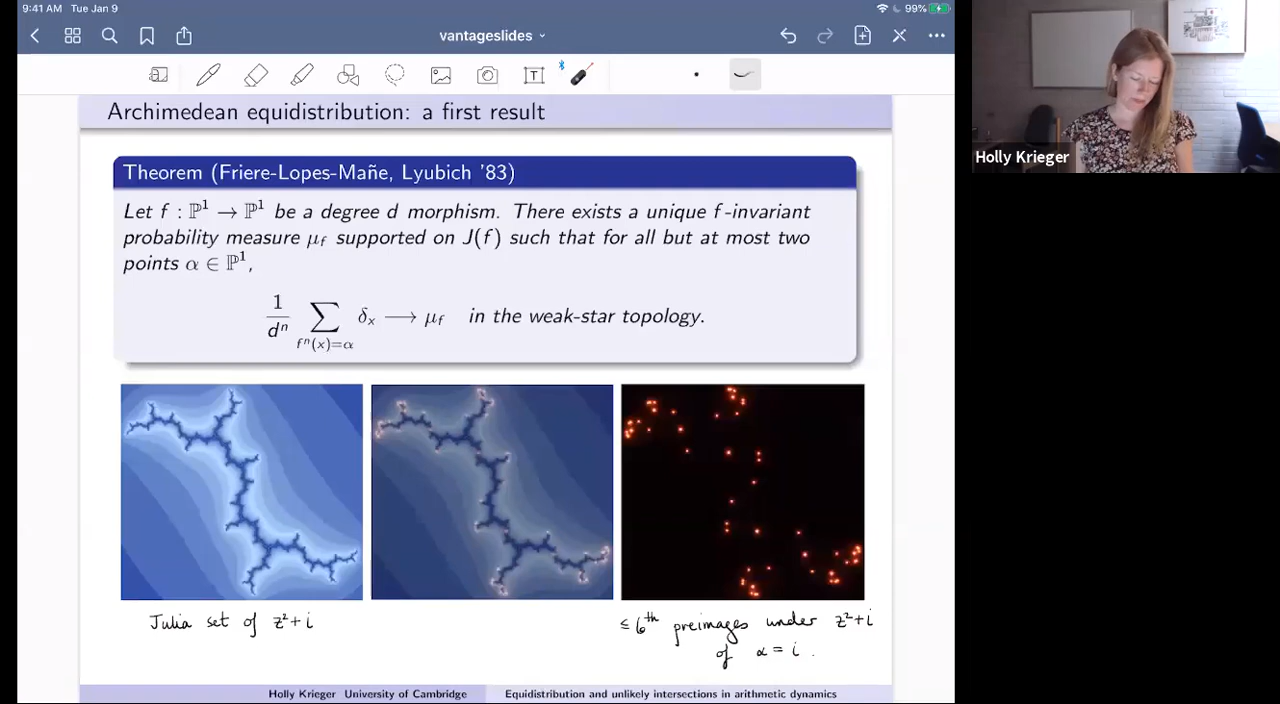 9:41 AM Tue Jan 9
99%
vantageslides
T
Archimedean equidistribution: a first result
Theorem (Friere-Lopes-Mañe, Lyubich '83)
Let f : ℙ¹ → ℙ¹ be a degree d morphism. There exists a unique f-invariant
probability measure μ_f supported on J(f) such that for all but at most two
points α ∈ ℙ¹,
1/dⁿ ∑_{fⁿ(x)=α} δₓ ⟶ μ_f in the weak-star topology.
Julia set of z²+i
≤ 6th preimages under z²+i
of α = i .
Holly Krieger University of Cambridge
Equidistribution and unlikely intersections in arithmetic dynamics
Holly Krieger